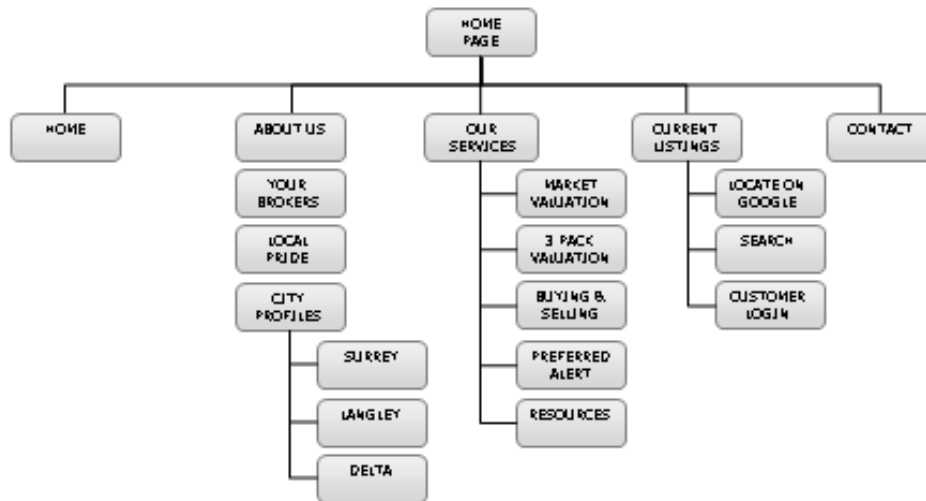 HOME
PAGE
HOME
ABOUT US
OUR
SERVICES
CURRENT
LISTINGS
CONTACT
YOUR
BROKERS
LOCAL
PRIDE
CITY
PROFILES
SURREY
LANGLEY
DELTA
MARKET
VALUATION
3 PACK
VALUATION
BUYING &
SELLING
PREFERRED
ALERT
RESOURCES
LOCATE ON
GOOGLE
SEARCH
CUSTOMER
LOGIN